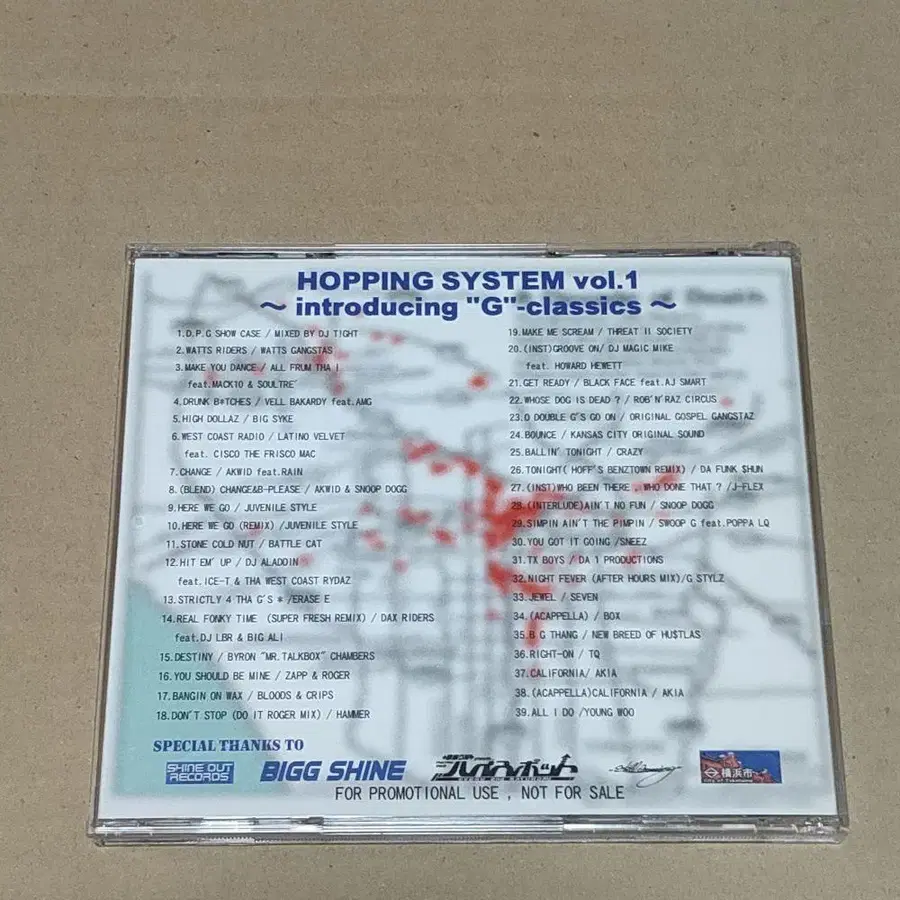 HOPPING SYSTEM vol.1
～ introducing "G"-classics ～
1.D.P.G SHOW CASE / MIXED BY DJ T!GHT
2.WATTS RIDERS / WATTS GANGSTAS
3.MAKE YOU DANCE / ALL FRUM THA I
feat.MACK10 & SOULTRE'
4.DRUNK B*TCHES / YELL BAKARDY feat.AMG
5.HIGH DOLLAZ / BIG SYKE
6.WEST COAST RADIO / LATINO VELVET
feat. CISCO THE FRISCO MAC
7.CHANGE / AKWID feat.RAIN
8.(BLEND) CHANGE&B-PLEASE / AKWID & SNOOP DOGG
9.HERE WE GO / JUVENILE STYLE
10.HERE WE GO (REMIX) /JUVENILE STYLE
11.STONE COLD NUT / BATTLE CAT
12.HIT EM' UP / DJ ALADDIN
feat.ICE-T & THA WEST COAST RYDAZ
13.STRICTLY 4 THA G'S * /ERASE E
14.REAL FONKY TIME (SUPER FRESH REMIX) / DAX RIDERS
feat.DJ LBR & BIG ALI
15.DESTINY / BYRON "MR.TALKBOX" CHAMBERS
16.YOU SHOULD BE MINE / ZAPP & ROGER
17.BANGIN ON WAX / BLOODS & CRIPS
18.DON'T STOP (DO IT ROGER MIX) / HAMMER
19.MAKE ME SCREAM / THREAT II SOCIETY
20.(INST)GROOVE ON/ DJ MAGIC MIKE
feat. HOWARD HEWETT
21.GET READY / BLACK FACE feat.AJ SMART
22.WHOSE DOG IS DEAD ? / ROB'N'RAZ CIRCUS
23.O DOUBLE G'S GO ON / ORIGINAL GOSPEL GANGSTAZ
24.BOUNCE / KANSAS CITY ORIGINAL SOUND
25.BALLIN' TONIGHT / CRAZY
26.TONIGHT( HOFF'S BENZTOWN REMIX) / DA FUNK $HUN
27.(INST)WHO BEEN THERE , WHO DONE THAT ? /J-FLEX
28.(INTERLUDE)AIN'T NO FUN / SNOOP DOGG
29.SIMPIN AIN'T THE PIMPIN / SWOOP G feat.POPPA LQ
30.YOU GOT IT GOING /SNEEZ
31.TX BOYS / DA 1 PRODUCTIONS
32.NIGHT FEVER (AFTER HOURS MIX)/G STYLZ
33.JEWEL / SEVEN
34.(ACAPPELLA) / BOX
35.B G THANG / NEW BREED OF HU$TLAS
36.RIGHT-ON / TQ
37.CALIFORNIA/ AKIA
38.(ACAPPELLA)CALIFORNIA / AKIA
39.ALL I DO /YOUNG WOO
SPECIAL THANKS TO
SHINE OUT
RECORDS
BIGG SHINE
横浜市
City of Yokohama
FOR PROMOTIONAL USE , NOT FOR SALE